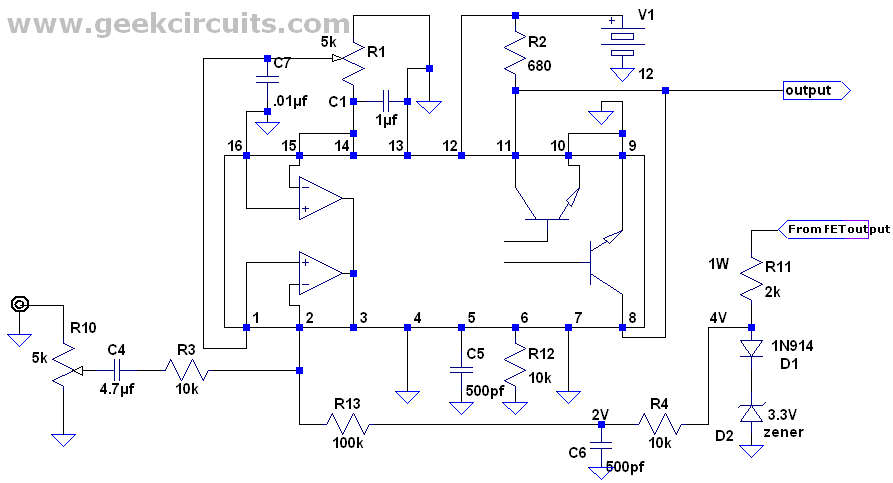 www.geekcircuits.com
V1
5k
R1
R2
680
C7
12
.01µf
C1
1µf
output
16
15
14
13
12
11
10
9
From fET output
1W
R11
2k
1
2
3
4
5
6
7
8
4V
R10
5k
C4
4.7µf
R3
10k
C5
500pf
R12
10k
1N914
D1
R13
100k
2V
R4
10k
3.3V
zener
D2
C6
500pf